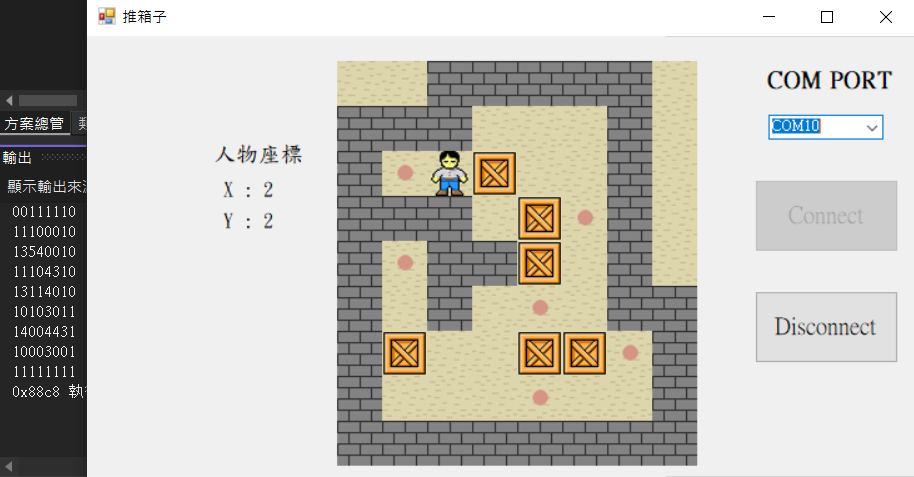 推箱子
方案總管
輸出
顯示輸出來
00111110
11100010
13540010
11104310
13114010
10103011
14004431
10003001
11111111
0x88c8
人物座標
X : 2
Y : 2
COM PORT
COM10
Connect
Disconnect